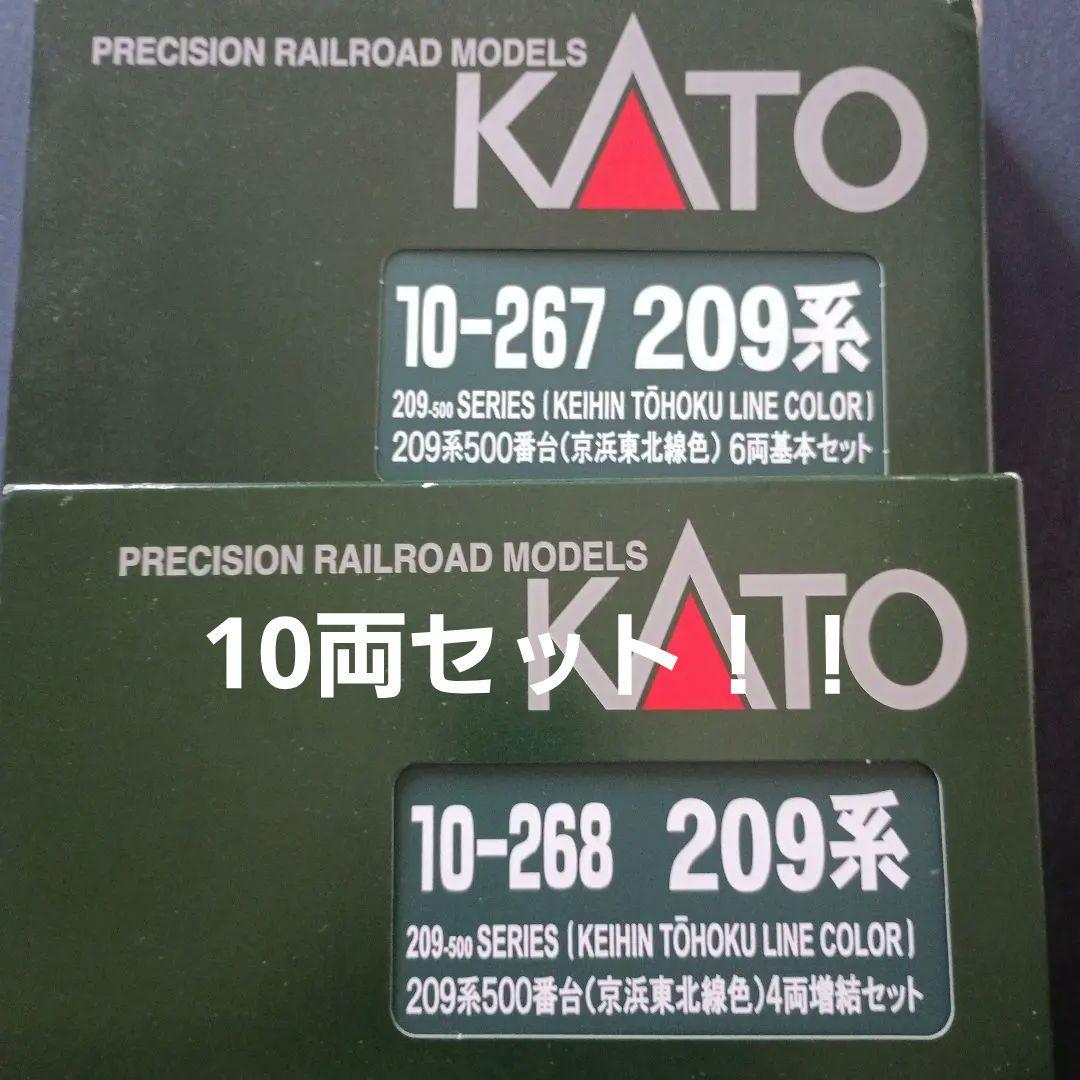 PRECISION RAILROAD MODELS
KATO
10-267 209系
209-500 SERIES (KEIHIN TŌHOKU LINE COLOR)
209系500番台(京浜東北線色) 6両基本セット
PRECISION RAILROAD MODELS
KATO
10両セット！！
10-268 209系
209-500 SERIES (KEIHIN TŌHOKU LINE COLOR)
209系500番台(京浜東北線色)4両増結セット